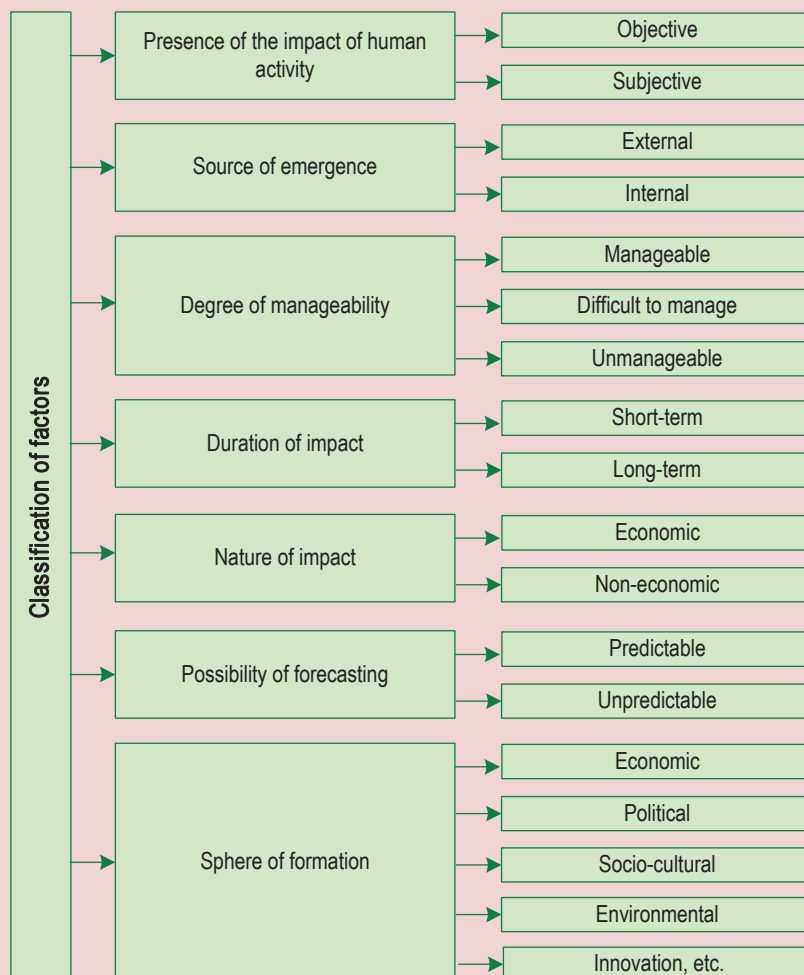 Classification of factors
Presence of the impact of human
activity
Objective
Subjective
Source of emergence
External
Internal
Degree of manageability
Manageable
Difficult to manage
Unmanageable
Duration of impact
Short-term
Long-term
Nature of impact
Economic
Non-economic
Possibility of forecasting
Predictable
Unpredictable
Sphere of formation
Economic
Political
Socio-cultural
Environmental
Innovation, etc.